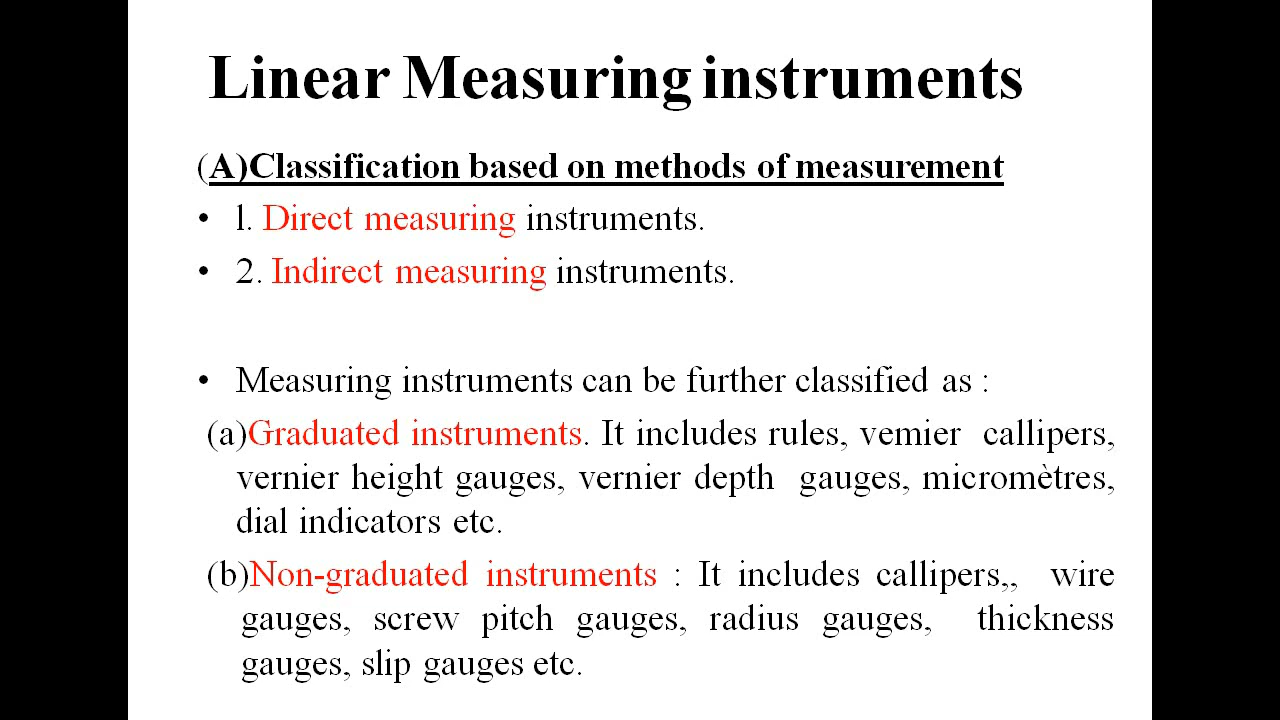 Linear Measuring instruments
(A)Classification based on methods of measurement
• l. Direct measuring instruments.
• 2. Indirect measuring instruments.
• Measuring instruments can be further classified as :
(a)Graduated instruments. It includes rules, vemier callipers,
vernier height gauges, vernier depth gauges, micromètres,
dial indicators etc.
(b)Non-graduated instruments : It includes callipers,, wire
gauges, screw pitch gauges, radius gauges, thickness
gauges, slip gauges etc.